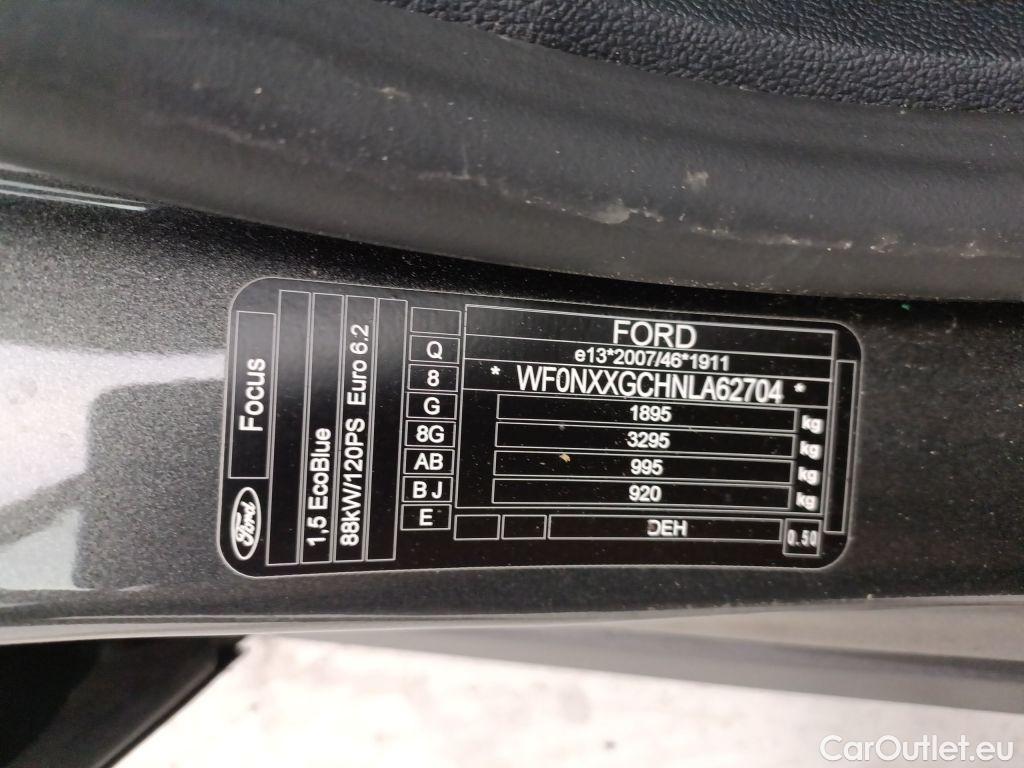 Ford
Focus
1,5 EcoBlue
88kW/120PS Euro 6.2
Q
8
G
8G
AB
B J
E
FORD
e13*2007/46*1911
* WF0NXXGCHNLA62704 *
1895 kg
3295 kg
995 kg
920 kg
DEH
0.50
CarOutlet.eu